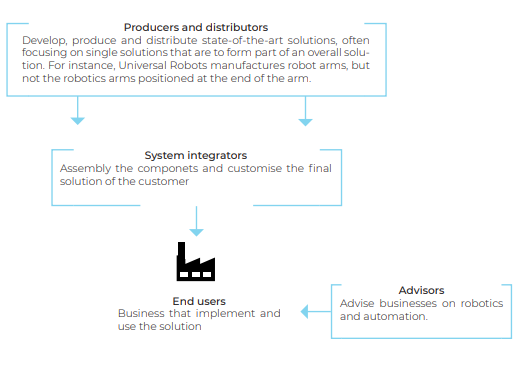 Producers and distributors
Develop, produce and distribute state-of-the-art solutions, often
focusing on single solutions that are to form part of an overall solu-
tion. For instance, Universal Robots manufactures robot arms, but
not the robotics arms positioned at the end of the arm.
System integrators
Assembly the componets and customise the final
solution of the customer
End users
Business that implement and
use the solution
Advisors
Advise businesses on robotics
and automation.